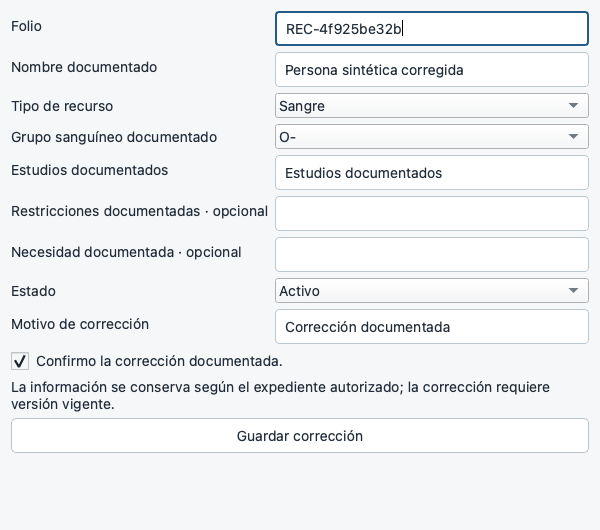 Folio
REC-4f925be32b
Nombre documentado
Persona sintética corregida
Tipo de recurso
Sangre
Grupo sanguíneo documentado
O-
Estudios documentados
Estudios documentados
Restricciones documentadas · opcional
Necesidad documentada · opcional
Estado
Activo
Motivo de corrección
Corrección documentada
Confirmo la corrección documentada.
La información se conserva según el expediente autorizado; la corrección requiere
versión vigente.
Guardar corrección